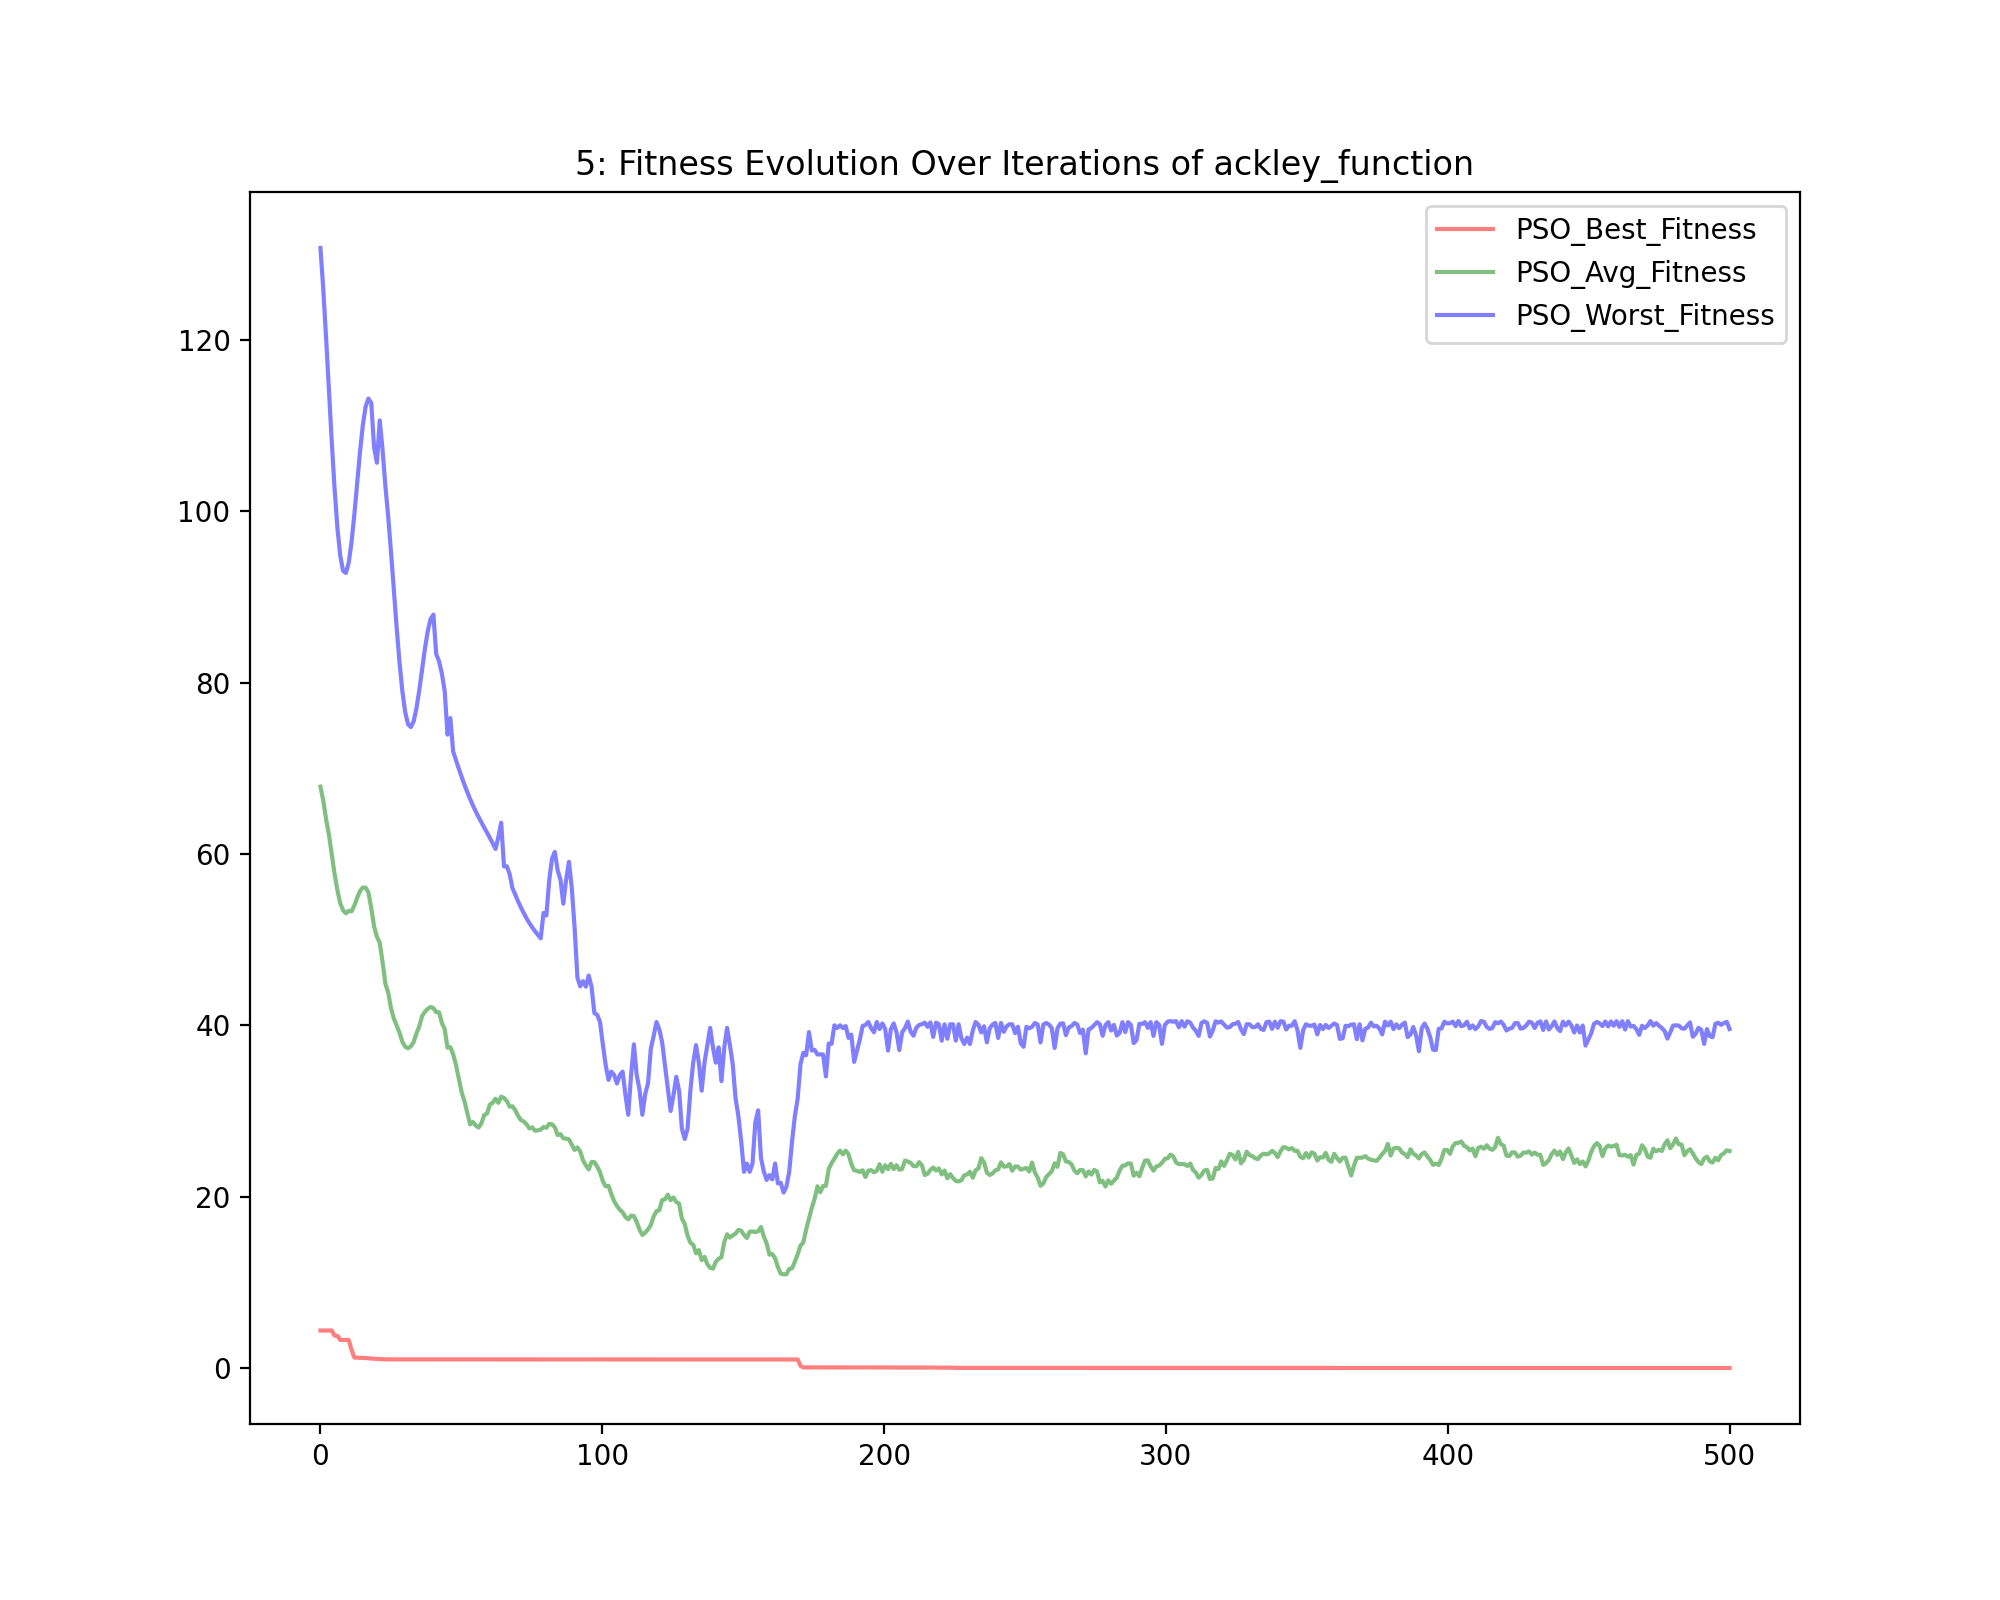 5: Fitness Evolution Over Iterations of ackley_function
PSO_Best_Fitness
PSO_Avg_Fitness
PSO_Worst_Fitness
120
100
80
60
40
20
0
0 100 200 300 400 500